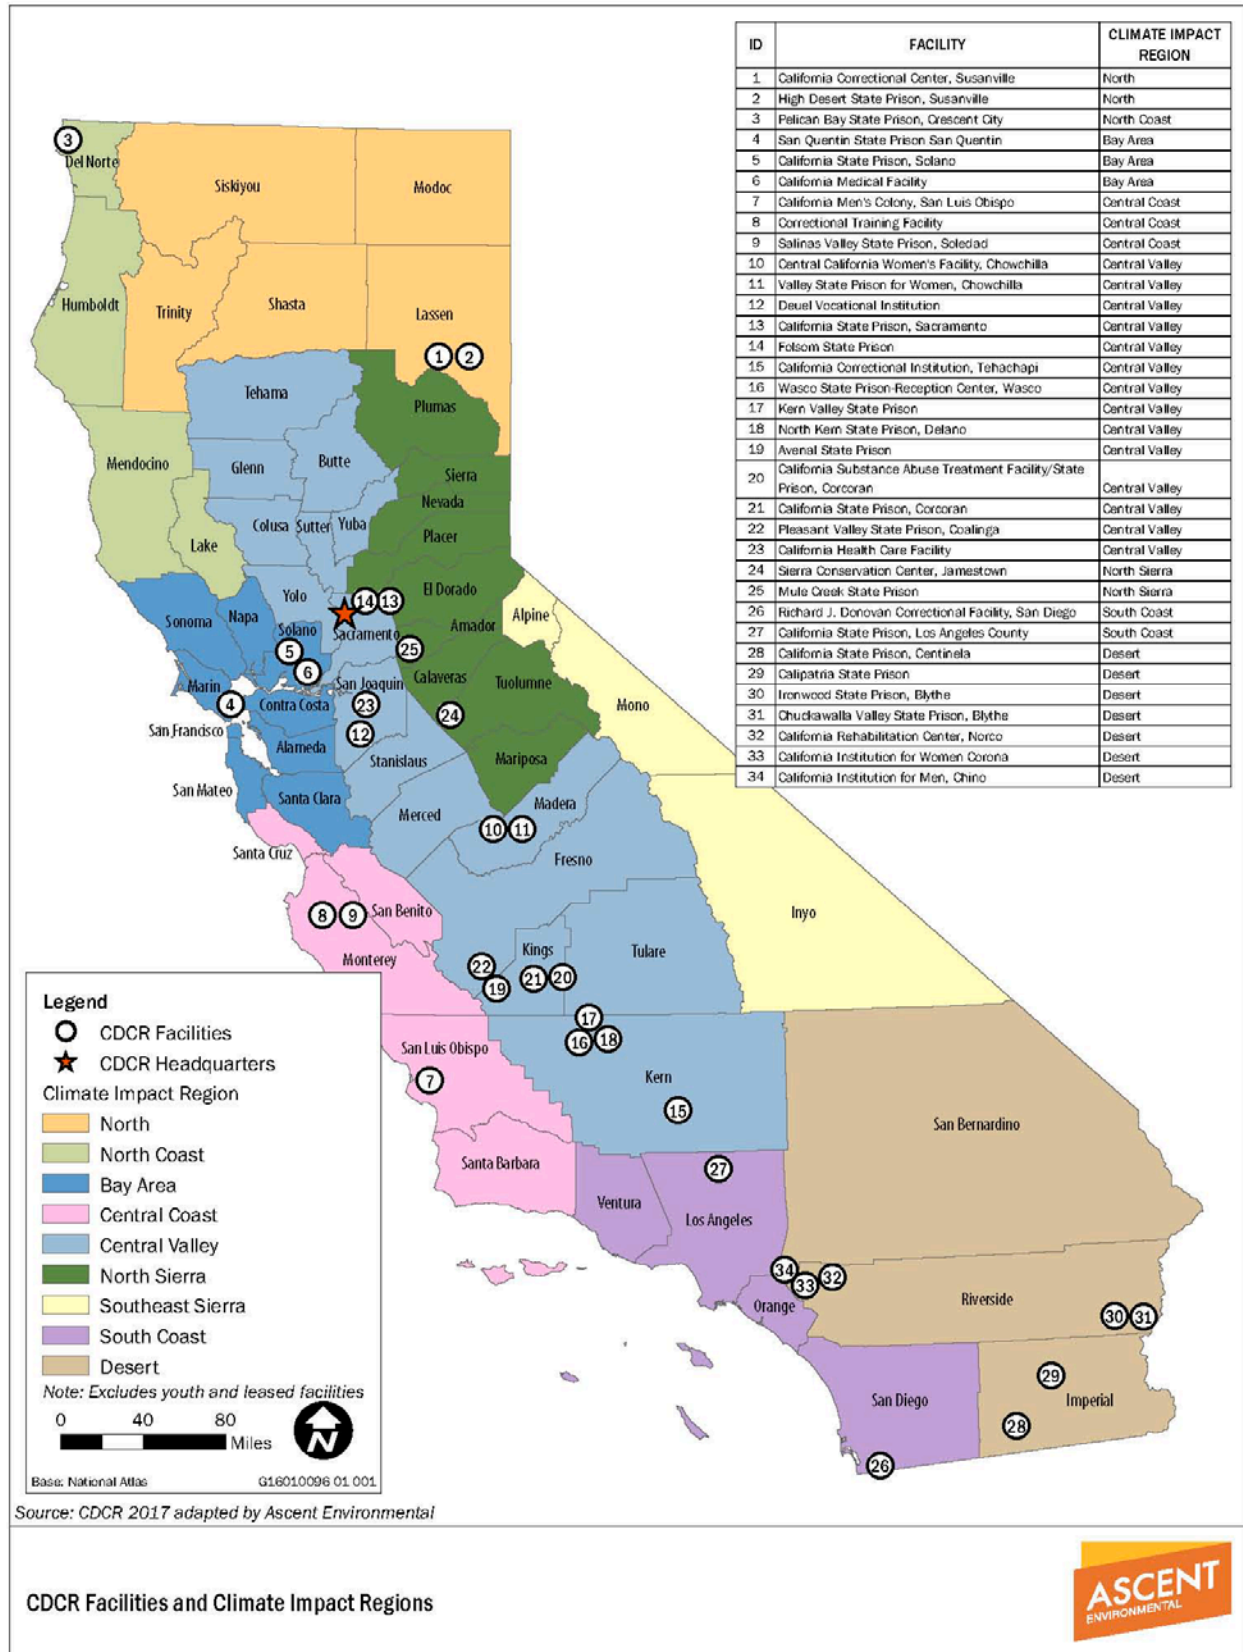 ID FACILITY CLIMATE IMPACT REGION
1 California Correctional Center, Susanville North
2 High Desert State Prison, Susanville North
3 Pelican Bay State Prison, Crescent City North Coast
4 San Quentin State Prison San Quentin Bay Area
5 California State Prison, Solano Bay Area
6 California Medical Facility Bay Area
7 California Men's Colony, San Luis Obispo Central Coast
8 Correctional Training Facility Central Coast
9 Salinas Valley State Prison, Soledad Central Coast
10 Central California Women's Facility, Chowchilla Central Valley
11 Valley State Prison for Women, Chowchilla Central Valley
12 Deuel Vocational Institution Central Valley
13 California State Prison, Sacramento Central Valley
14 Folsom State Prison Central Valley
15 California Correctional Institution, Tehachapi Central Valley
16 Wasco State Prison-Reception Center, Wasco Central Valley
17 Kern Valley State Prison Central Valley
18 North Kern State Prison, Delano Central Valley
19 Avenal State Prison Central Valley
20 California Substance Abuse Treatment Facility/State
Prison, Corcoran Central Valley
21 California State Prison, Corcoran Central Valley
22 Pleasant Valley State Prison, Coalinga Central Valley
23 California Health Care Facility Central Valley
24 Sierra Conservation Center, Jamestown North Sierra
25 Mule Creek State Prison North Sierra
26 Richard J. Donovan Correctional Facility, San Diego South Coast
27 California State Prison, Los Angeles County South Coast
28 California State Prison, Centinela Desert
29 Calipatria State Prison Desert
30 Ironwood State Prison, Blythe Desert
31 Chuckawalla Valley State Prison, Blythe Desert
32 California Rehabilitation Center, Norco Desert
33 California Institution for Women Corona Desert
34 California Institution for Men, Chino Desert
3
Del Norte
Siskiyou
Modoc
Humboldt
Trinity
Shasta
Lassen
1 2
Tehama
Plumas
Mendocino
Glenn
Butte
Sierra
Nevada
Colusa
Sutter
Yuba
Placer
Lake
Yolo
14 13
El Dorado
Alpine
Sonoma
Napa
Solano
Sacramento
Amador
5
25
6
Marin
San Joaquin
Calaveras
Tuolumne
4
Contra Costa
23
24
Mono
San Francisco
12
Alameda
Stanislaus
Mariposa
San Mateo
Santa Clara
Merced
Madera
10 11
Santa Cruz
Fresno
8 9
San Benito
Inyo
Monterey
Kings
Tulare
22
19
21 20
17
16 18
San Luis Obispo
7
Kern
15
San Bernardino
Santa Barbara
27
Ventura
Los Angeles
34
33
32
Orange
Riverside
30 31
29
San Diego
Imperial
28
26
Legend
CDCR Facilities
CDCR Headquarters
Climate Impact Region
North
North Coast
Bay Area
Central Coast
Central Valley
North Sierra
Southeast Sierra
South Coast
Desert
Note: Excludes youth and leased facilities
0 40 80
Miles
N
Base: National Atlas G16010096 01 001
Source: CDCR 2017 adapted by Ascent Environmental
CDCR Facilities and Climate Impact Regions
ASCENT
ENVIRONMENTAL